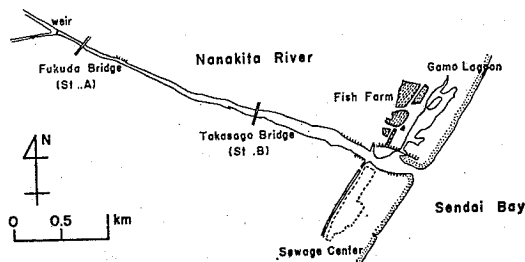 weir
Nanakita River
Gamo Lagoon
Fukuda Bridge
(St..A)
Fish Farm
Takasago Bridge
(St.B)
N
0 0.5 km
Sendai Bay
Sewage Center